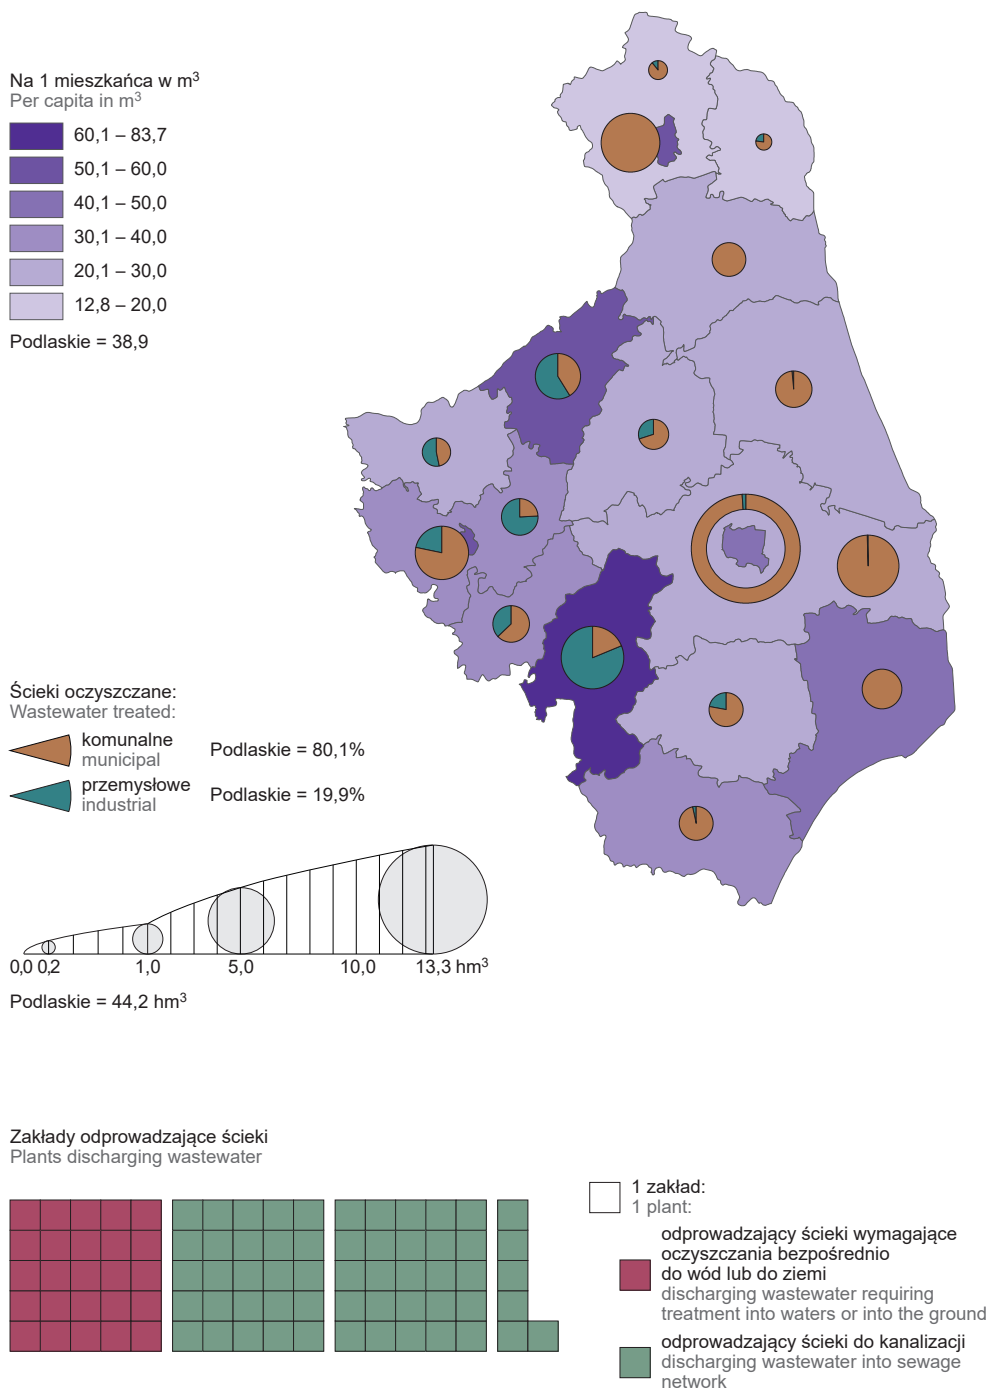 Na 1 mieszkańca w m³
Per capita in m³
60,1 – 83,7
50,1 – 60,0
40,1 – 50,0
30,1 – 40,0
20,1 – 30,0
12,8 – 20,0
Podlaskie = 38,9
Ścieki oczyszczane:
Wastewater treated:
komunalne
municipal
Podlaskie = 80,1%
przemysłowe
industrial
Podlaskie = 19,9%
0,0 0,2 1,0 5,0 10,0 13,3 hm³
Podlaskie = 44,2 hm³
Zakłady odprowadzające ścieki
Plants discharging wastewater
1 zakład:
1 plant:
odprowadzający ścieki wymagające
oczyszczania bezpośrednio
do wód lub do ziemi
discharging wastewater requiring
treatment into waters or into the ground
odprowadzający ścieki do kanalizacji
discharging wastewater into sewage
network